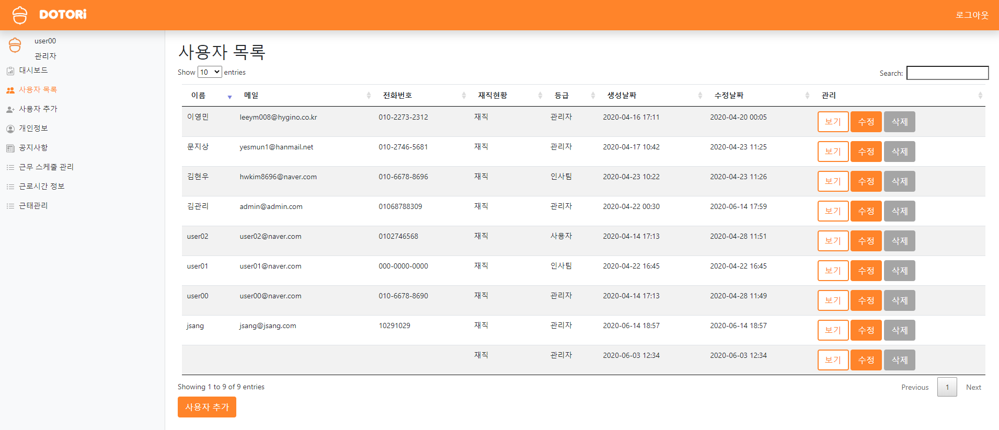 DOTORi
로그아웃
user00
관리자
대시보드
사용자 목록
사용자 추가
개인정보
공지사항
근무 스케줄 관리
근로시간 정보
근태관리
사용자 목록
Show 10 entries
Search:
이름 메일 전화번호 재직현황 등급 생성날짜 수정날짜 관리
이영민 leeym008@hygino.co.kr 010-2273-2312 재직 관리자 2020-04-16 17:11 2020-04-20 00:05 보기 수정 삭제
문지상 yesmun1@hanmail.net 010-2746-5681 재직 관리자 2020-04-17 10:42 2020-04-23 11:25 보기 수정 삭제
김현우 hwkim8696@naver.com 010-6678-8696 재직 인사팀 2020-04-23 10:22 2020-04-23 11:26 보기 수정 삭제
김관리 admin@admin.com 01068788309 재직 관리자 2020-04-22 00:30 2020-06-14 17:59 보기 수정 삭제
user02 user02@naver.com 0102746568 재직 사용자 2020-04-14 17:13 2020-04-28 11:51 보기 수정 삭제
user01 user01@naver.com 000-0000-0000 재직 인사팀 2020-04-22 16:45 2020-04-22 16:45 보기 수정 삭제
user00 user00@naver.com 010-6678-8690 재직 관리자 2020-04-14 17:13 2020-04-28 11:49 보기 수정 삭제
jsang jsang@jsang.com 10291029 재직 관리자 2020-06-14 18:57 2020-06-14 18:57 보기 수정 삭제
재직 관리자 2020-06-03 12:34 2020-06-03 12:34 보기 수정 삭제
Showing 1 to 9 of 9 entries
Previous 1 Next
사용자 추가